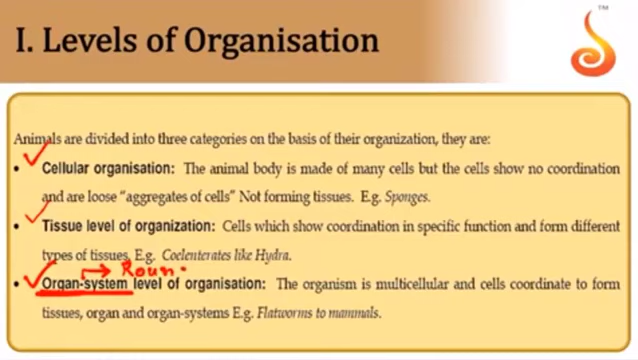 I. Levels of Organisation
TM
Animals are divided into three categories on the basis of their organization, they are:
• Cellular organisation: The animal body is made of many cells but the cells show no coordination
and are loose “aggregates of cells” Not forming tissues. E.g. Sponges.
• Tissue level of organization: Cells which show coordination in specific function and form different
types of tissues, E.g. Coelenterates like Hydra.
→ Roun
• Organ-system level of organisation: The organism is multicellular and cells coordinate to form
tissues, organ and organ-systems E.g. Flatworms to mammals.